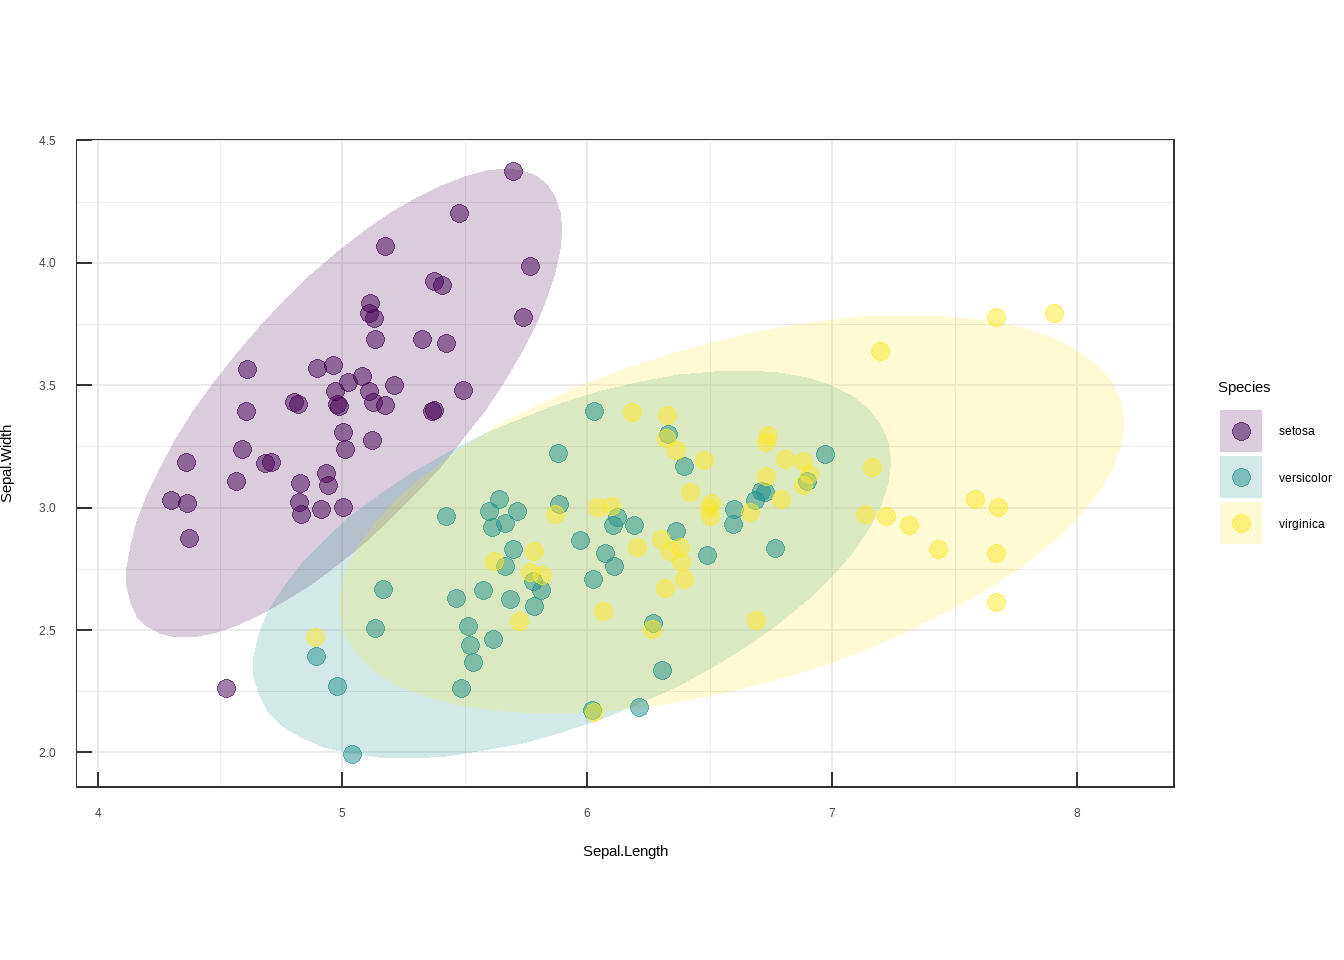 4.5
4.0
3.5
3.0
2.5
2.0
Sepal.Width
4 5 6 7 8
Sepal.Length
Species
setosa
versicolor
virginica